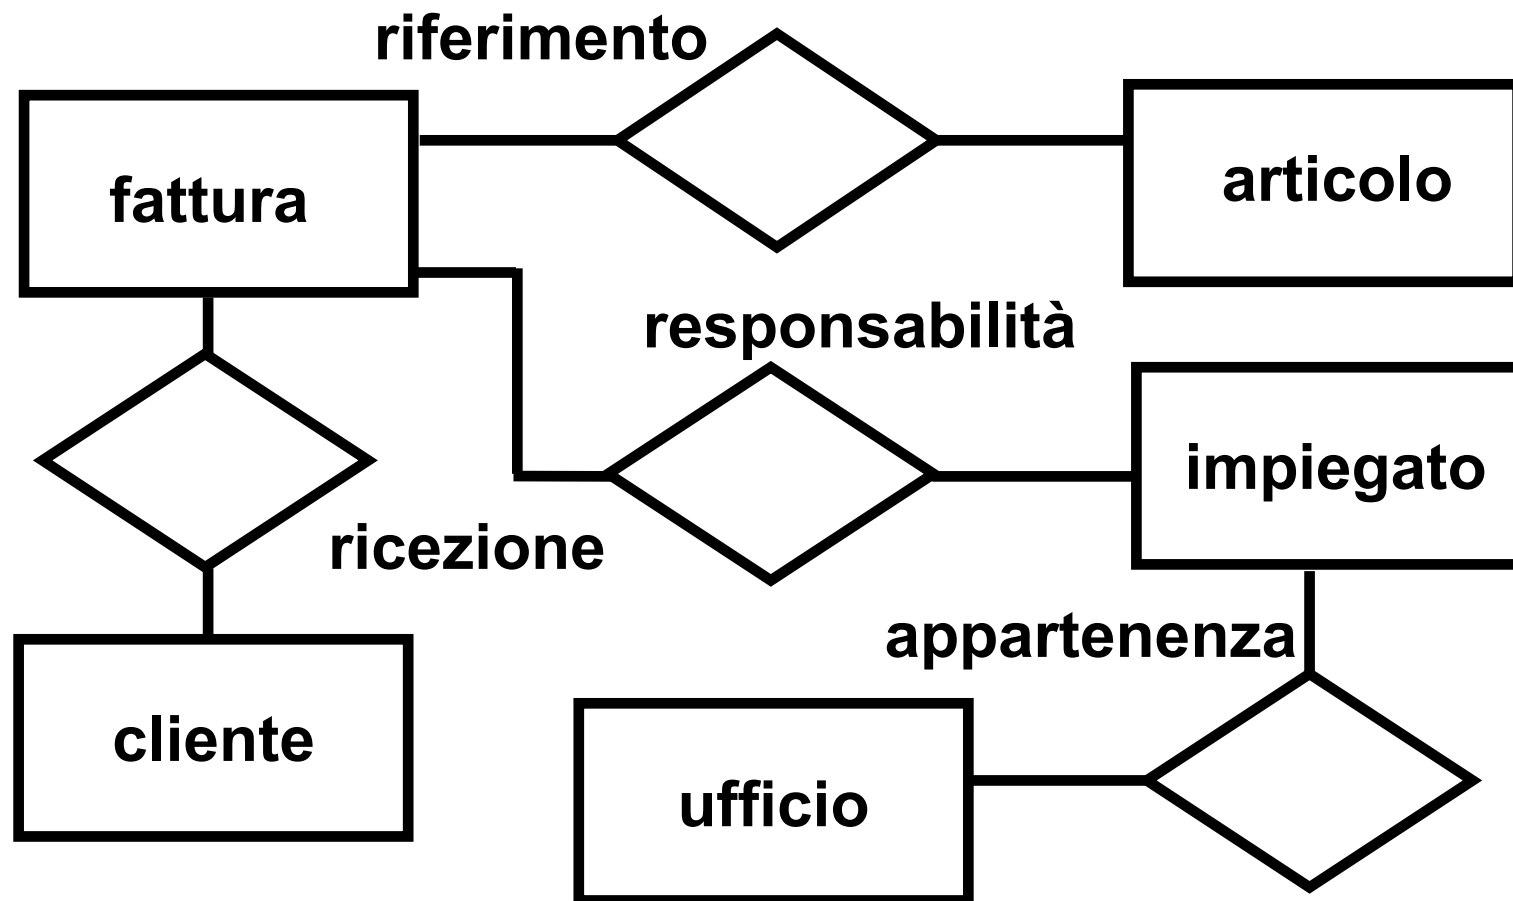 riferimento
fattura
articolo
responsabilità
impiegato
ricezione
appartenenza
cliente
ufficio